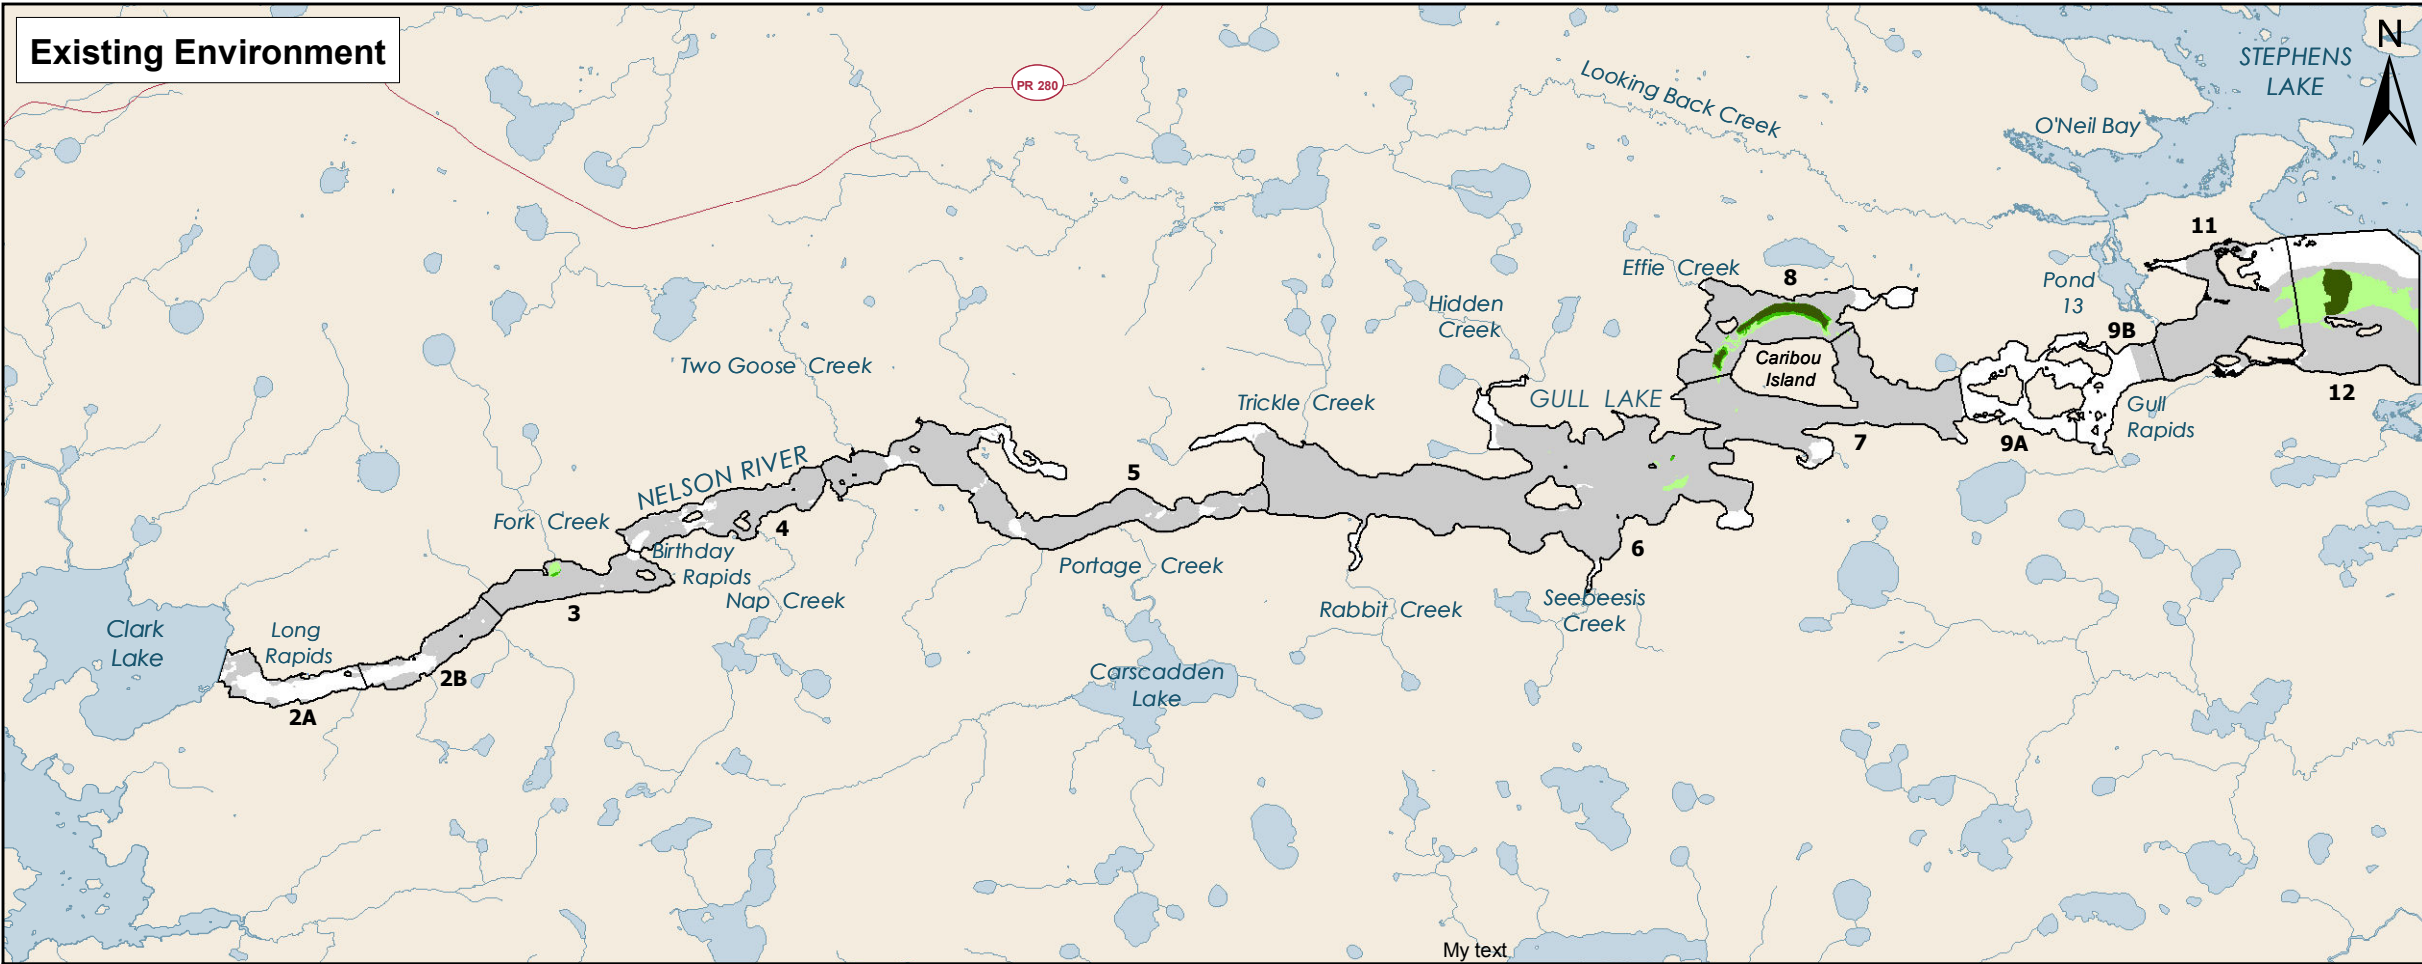 Existing Environment
N
STEPHENS
LAKE
PR 280
Looking Back Creek
O'Neil Bay
11
Effie Creek
8
Pond
13
Hidden
Creek
9B
Two Goose Creek
Caribou
Island
12
Trickle Creek
GULL LAKE
Gull
Rapids
7
9A
NELSON RIVER
5
Fork Creek
4
Birthday
Rapids
6
Portage Creek
Nap Creek
3
Rabbit Creek
Seebeesis
Creek
Clark
Lake
Long
Rapids
2B
Carscadden
Lake
2A
My text